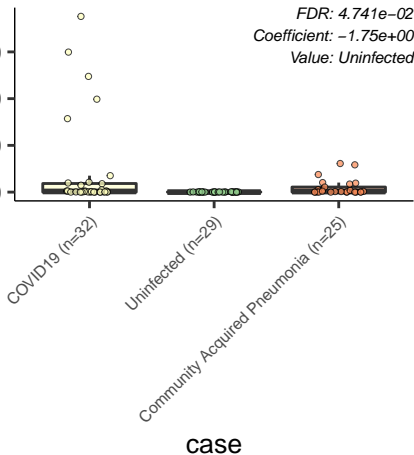 FDR: 4.741e−02
Coefficient: −1.75e+00
Value: Uninfected
COVID19 (n=32)
Uninfected (n=29)
Community Acquired Pneumonia (n=25)
case